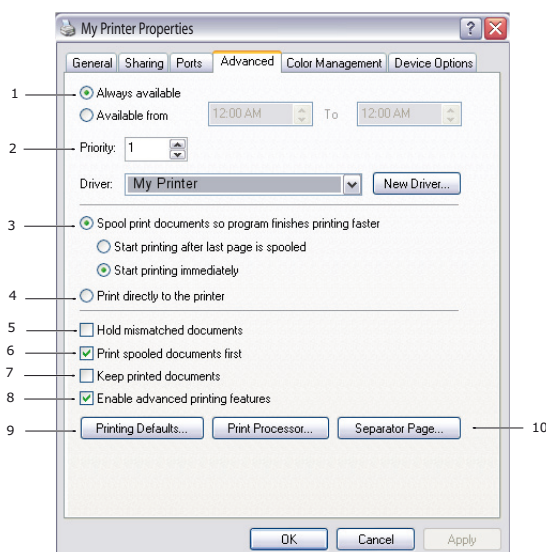 My Printer Properties
General Sharing Ports Advanced Color Management Device Options
1 Always available
Available from 12:00 AM To 12:00 AM
2 Priority: 1
Driver: My Printer New Driver...
3 Spool print documents so program finishes printing faster
Start printing after last page is spooled
Start printing immediately
4 Print directly to the printer
5 Hold mismatched documents
6 Print spooled documents first
7 Keep printed documents
8 Enable advanced printing features
9 Printing Defaults... Print Processor... Separator Page... 10
OK Cancel Apply